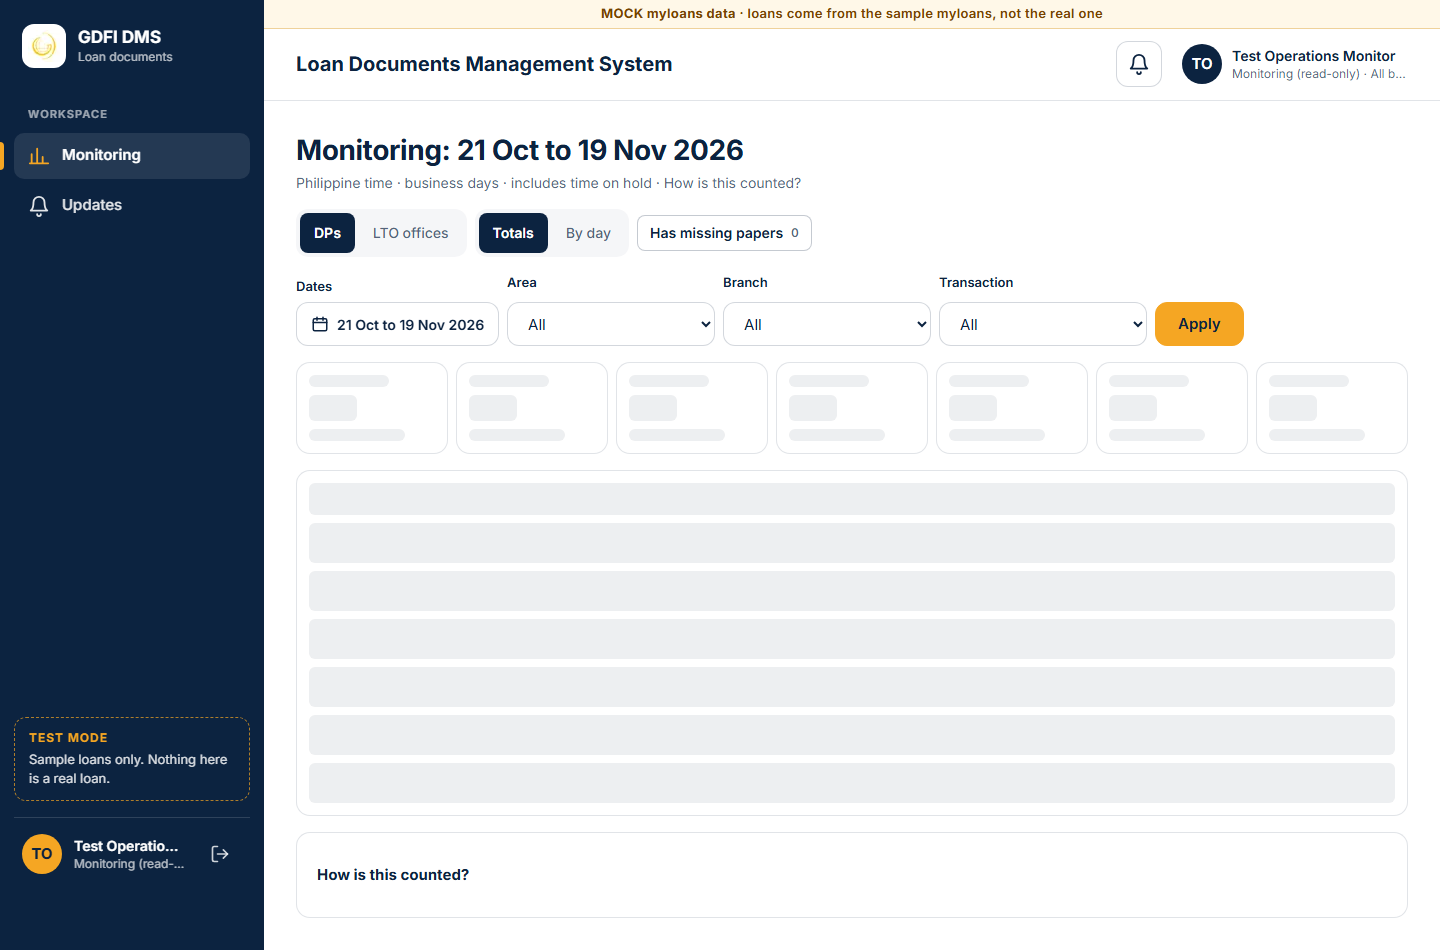 MOCK myloans data · loans come from the sample myloans, not the real one
GDFI DMS
Loan documents
WORKSPACE
Monitoring
Updates
TEST MODE
Sample loans only. Nothing here
is a real loan.
TO
Test Operatio...
Monitoring (read-...
Loan Documents Management System
TO
Test Operations Monitor
Monitoring (read-only) · All b...
Monitoring: 21 Oct to 19 Nov 2026
Philippine time · business days · includes time on hold · How is this counted?
DPs LTO offices Totals By day Has missing papers 0
Dates Area Branch Transaction
21 Oct to 19 Nov 2026 All All All Apply
How is this counted?